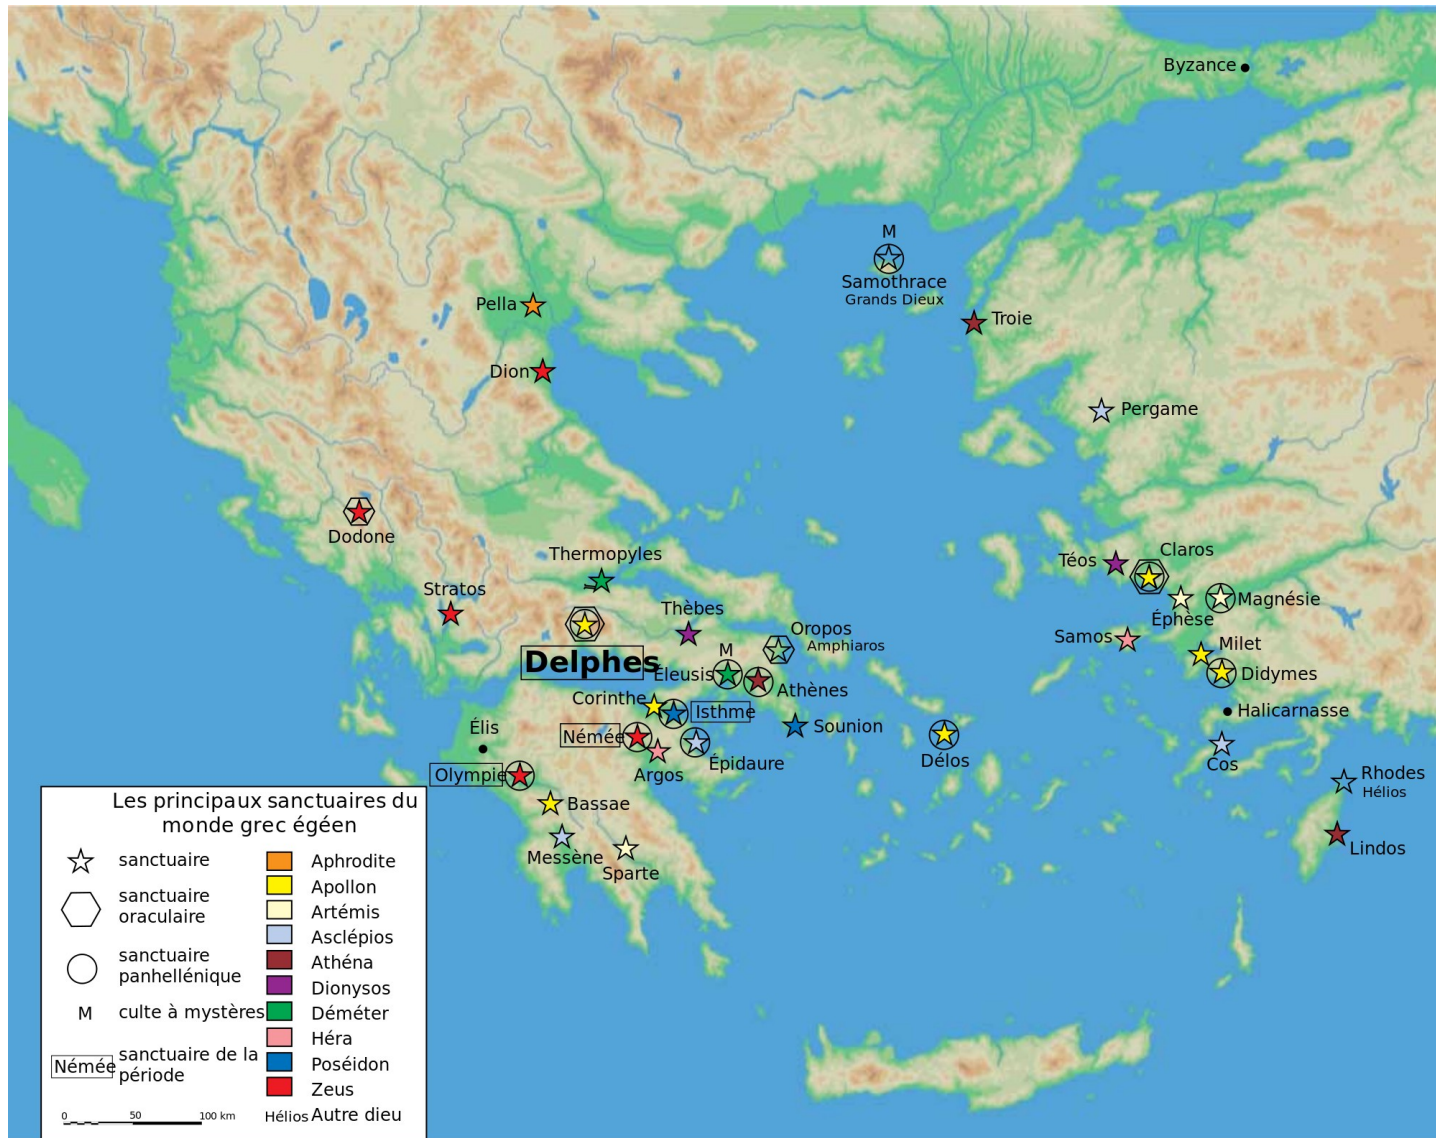 Byzance
M
Samothrace
Grands Dieux
Pella
Troie
Dion
Pergame
Dodone
Thermopyles
Claros
Téos
Stratos
Magnésie
Thèbes
Éphèse
Oropos
Amphiaros
Samos
M
Milet
Delphes
Éleusis
Didymes
Athènes
Corinthe
Isthme
Halicarnasse
Élis
Sounion
Némée
Épidaure
Délos
Cos
Argos
Olympie
Rhodes
Hélios
Bassae
Lindos
Messène
Sparte
Les principaux sanctuaires du
monde grec égéen
sanctuaire
sanctuaire
oraculaire
sanctuaire
panhellénique
M culte à mystères
Némée
sanctuaire de la
période
0 50 100 km
Aphrodite
Apollon
Artémis
Asclépios
Athéna
Dionysos
Déméter
Héra
Poséidon
Zeus
Hélios Autre dieu